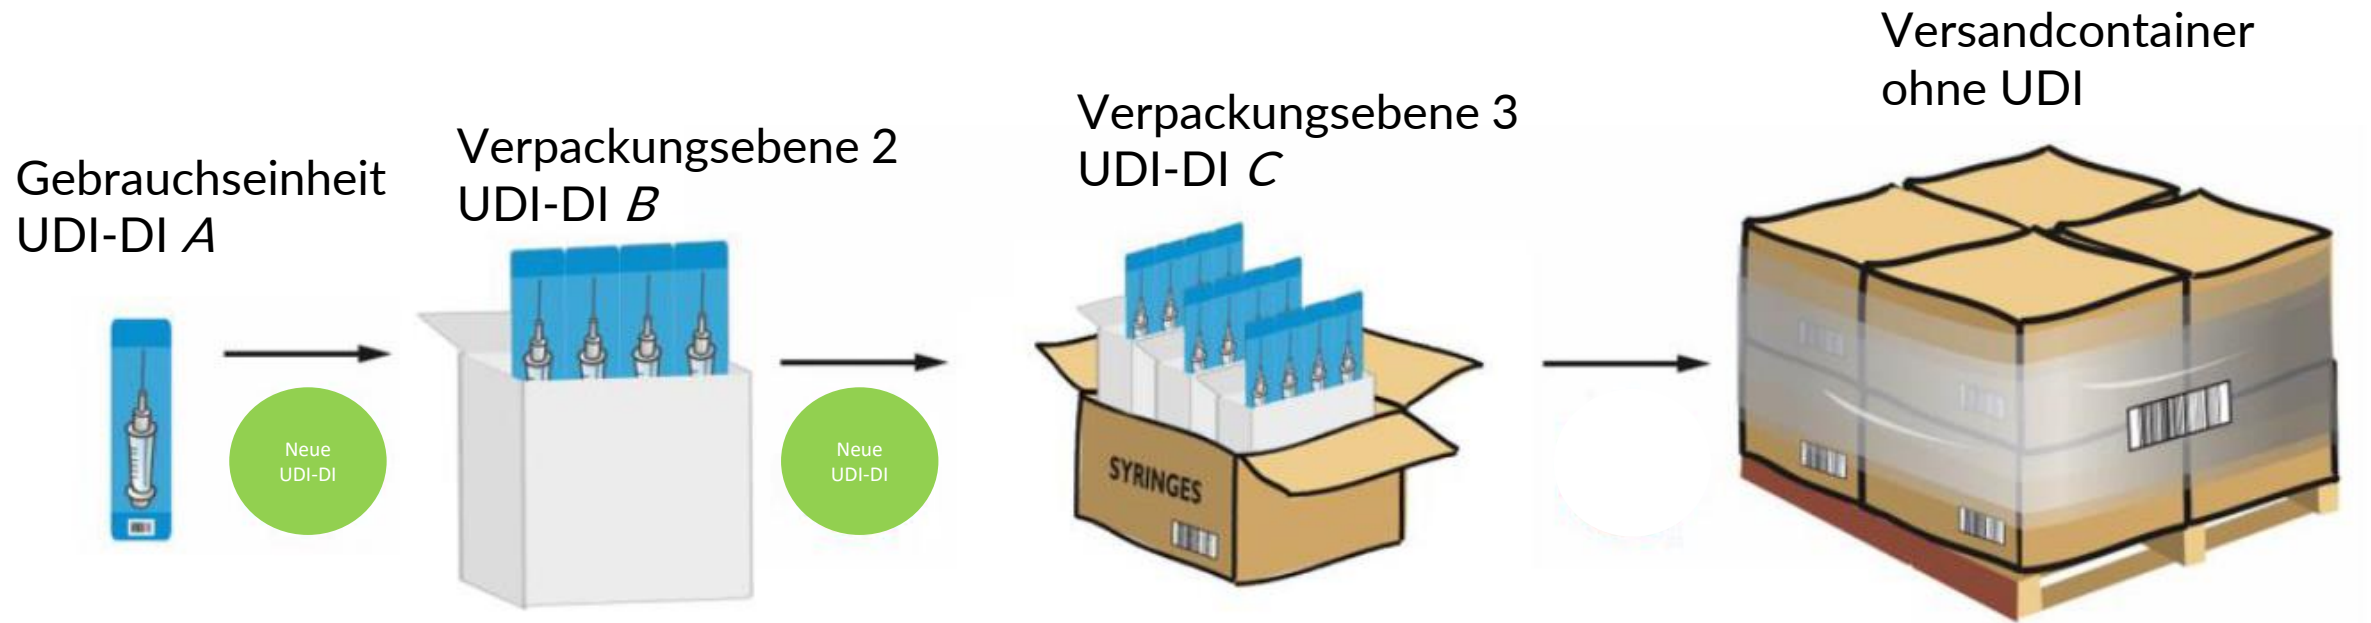 Gebrauchseinheit
UDI-DI A
Neue
UDI-DI
Verpackungsebene 2
UDI-DI B
Neue
UDI-DI
Verpackungsebene 3
UDI-DI C
SYRINGES
Versandcontainer
ohne UDI